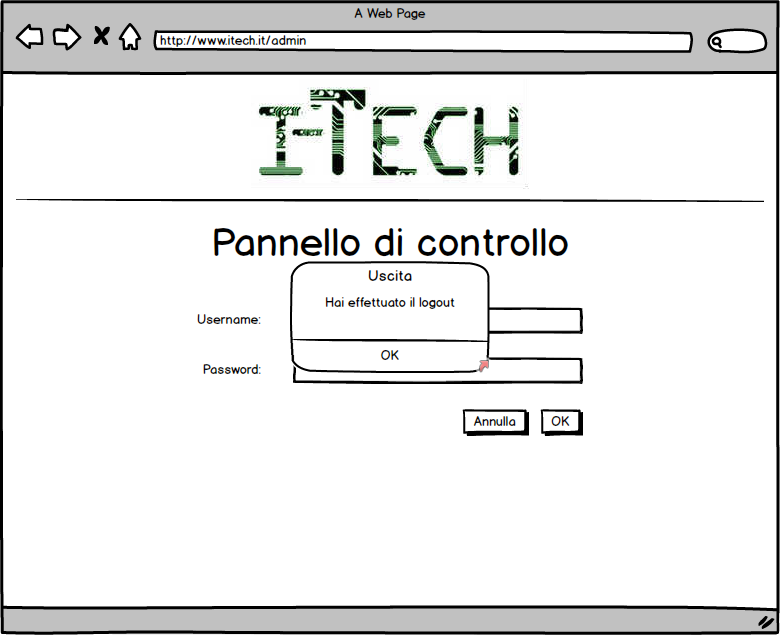 A Web Page
http://www.itech.it/admin
I-TECH
Pannello di controllo
Uscita
Hai effettuato il logout
OK
Username:
Password:
Annulla
OK